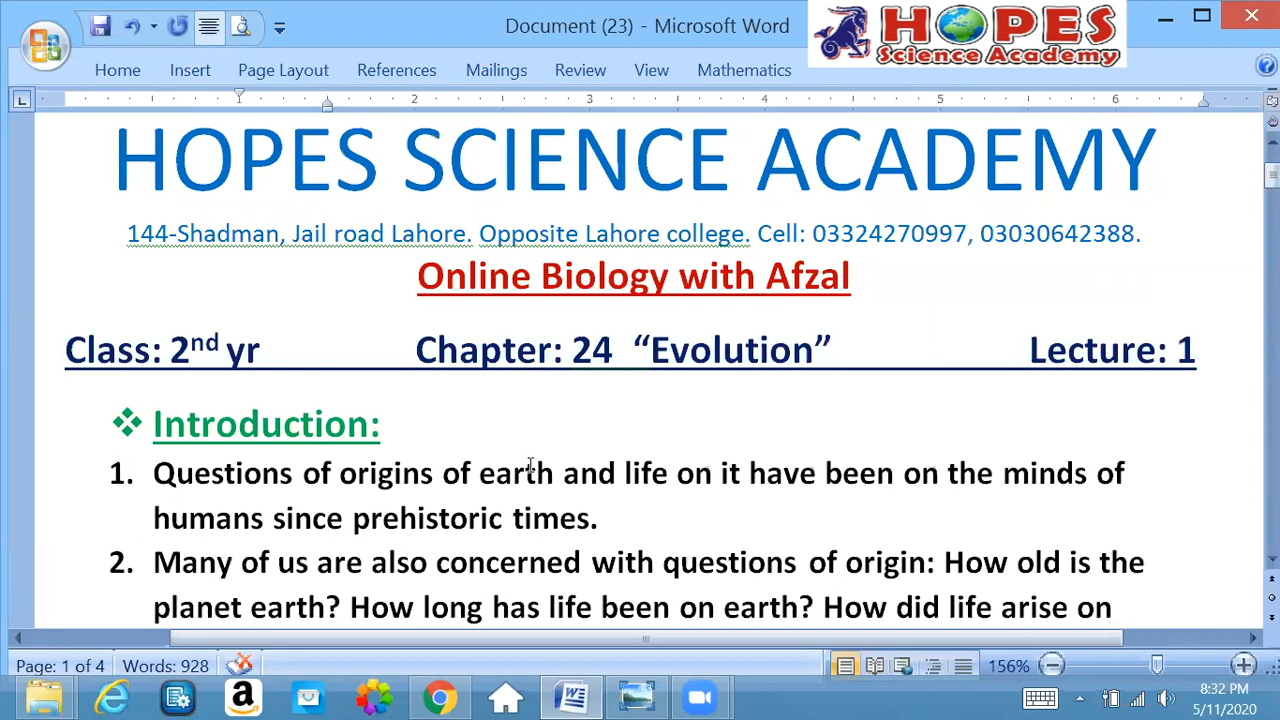 Document (23) - Microsoft Word
HOPES
Science Academy
Home Insert Page Layout References Mailings Review View Mathematics
2 3 4 5 6
HOPES SCIENCE ACADEMY
144-Shadman, Jail road Lahore. Opposite Lahore college. Cell: 03324270997, 03030642388.
Online Biology with Afzal
Class: 2nd yr Chapter: 24 “Evolution” Lecture: 1
❖ Introduction:
1. Questions of origins of earth and life on it have been on the minds of
humans since prehistoric times.
2. Many of us are also concerned with questions of origin: How old is the
planet earth? How long has life been on earth? How did life arise on
Page: 1 of 4 Words: 928 156%
8:32 PM
5/11/2020